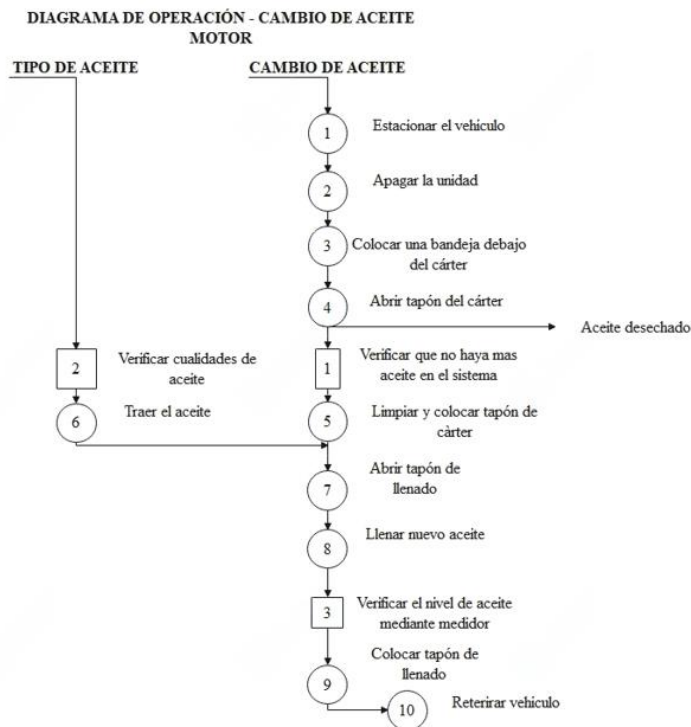 DIAGRAMA DE OPERACIÓN - CAMBIO DE ACEITE
MOTOR
TIPO DE ACEITE
CAMBIO DE ACEITE
1
Estacionar el vehículo
2
Apagar la unidad
3
Colocar una bandeja debajo
del cárter
4
Abrir tapón del cárter
Aceite desechado
2
Verificar cualidades de
aceite
1
Verificar que no haya mas
aceite en el sistema
6
Traer el aceite
5
Limpiar y colocar tapón de
càrter
7
Abrir tapón de
llenado
8
Llenar nuevo aceite
3
Verificar el nivel de aceite
mediante medidor
9
Colocar tapón de
llenado
10
Reterirar vehículo